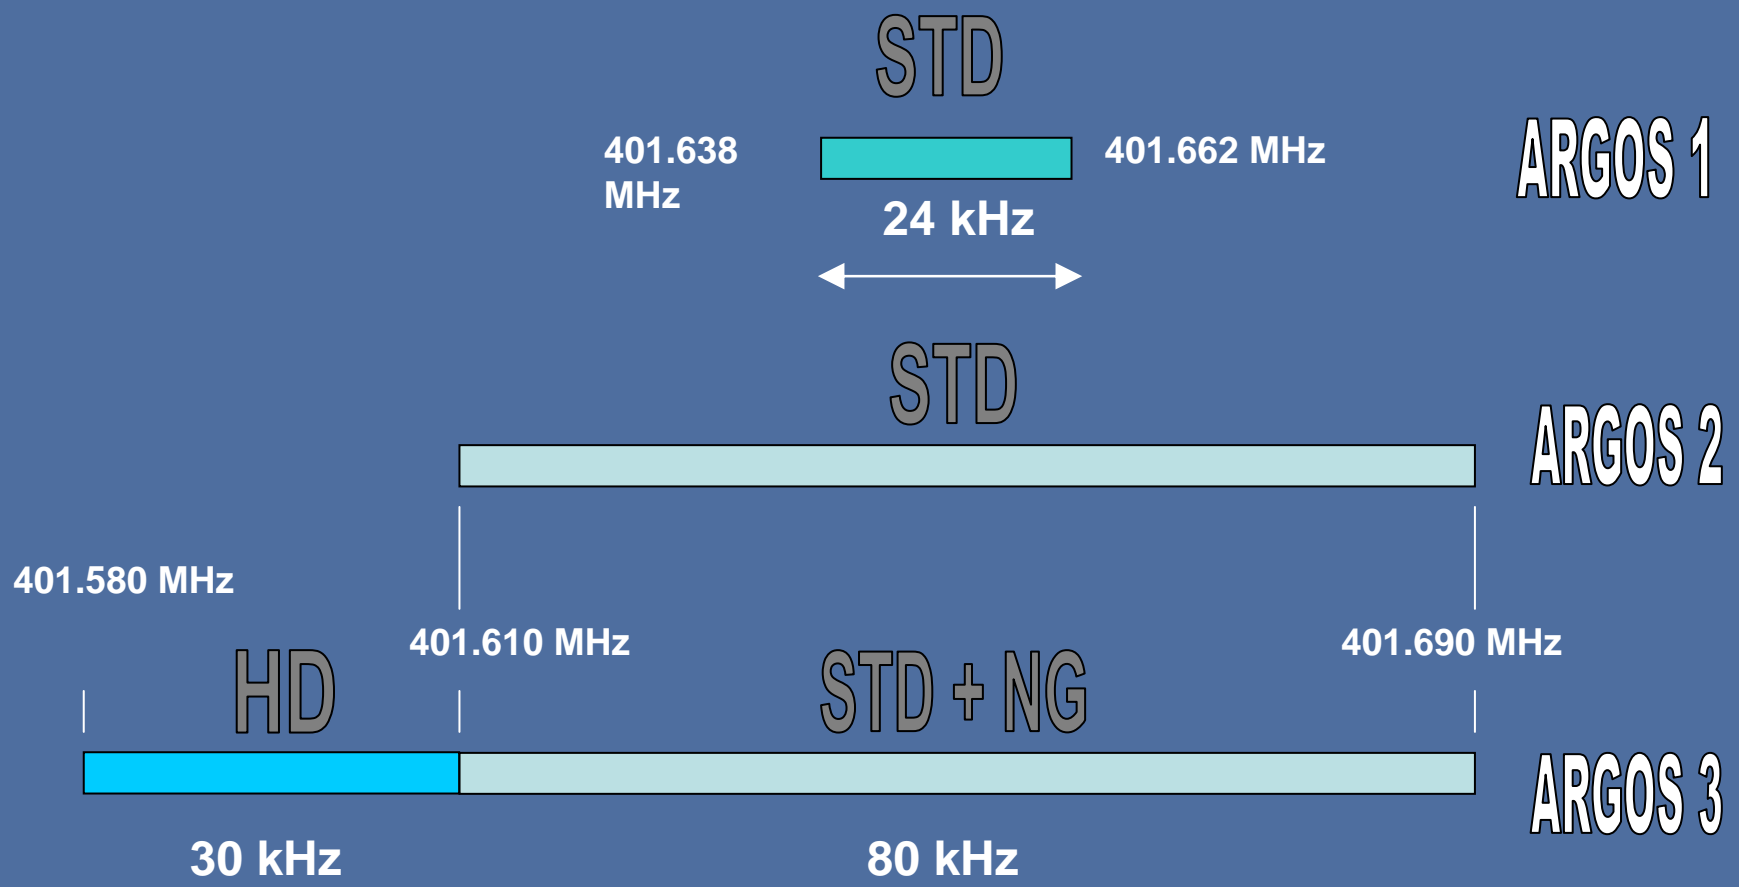 STD
401.638
MHz
401.662 MHz
ARGOS 1
24 kHz
STD
ARGOS 2
401.580 MHz
401.610 MHz
401.690 MHz
HD
STD + NG
ARGOS 3
30 kHz
80 kHz